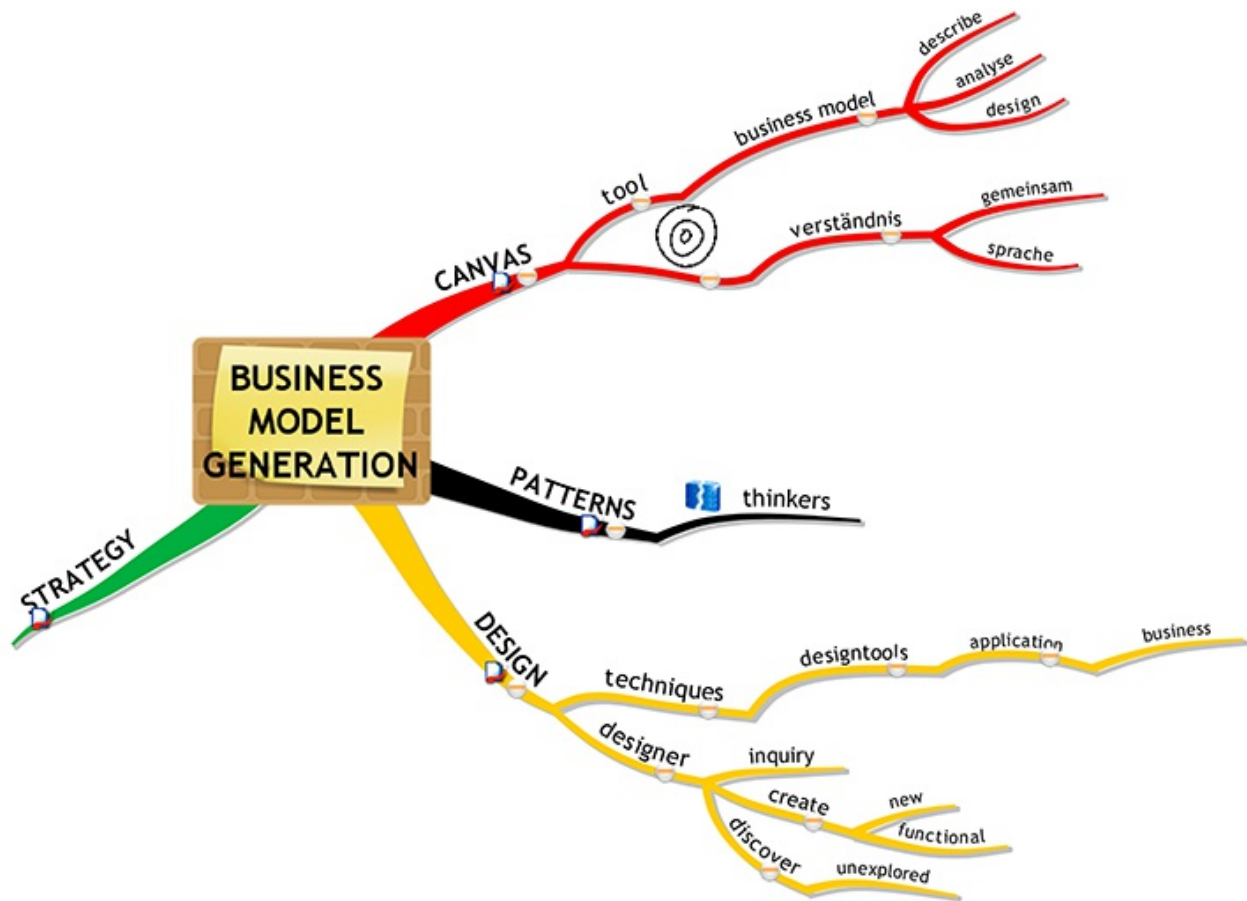 BUSINESS
MODEL
GENERATION
CANVAS
tool
business model
describe
analyse
design
verständnis
gemeinsam
sprache
PATTERNS
thinkers
DESIGN
techniques
designtools
application
business
designer
inquiry
create
new
functional
discover
unexplored
STRATEGY